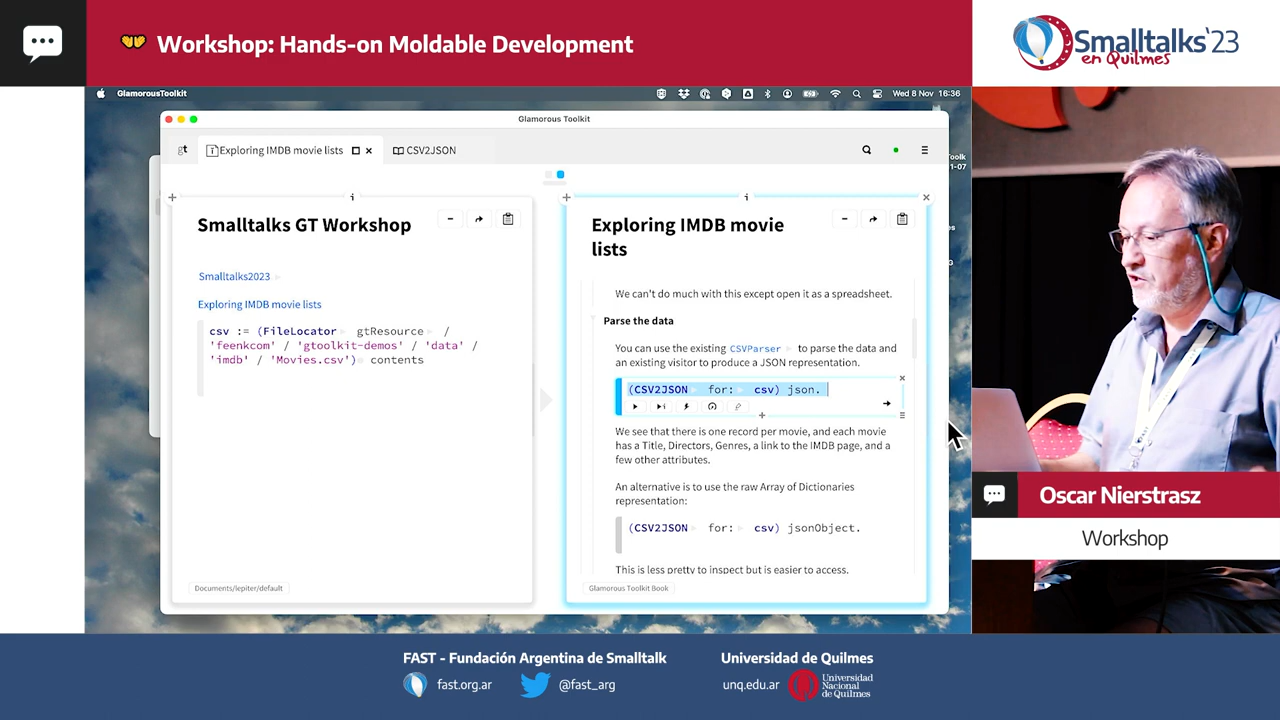 Workshop: Hands-on Moldable Development
Smalltalks'23
en Quilmes
GlamorousToolkit
Wed 8 Nov 16:36
Glamorous Toolkit
gt
Exploring IMDB movie lists
CSV2JSON
Smalltalks GT Workshop
Smalltalks2023
Exploring IMDB movie lists
csv := (FileLocator gtResource /
'feenkcom' / 'gtoolkit-demos' / 'data' /
'imdb' / 'Movies.csv') contents
Documents/lepiter/default
Exploring IMDB movie
lists
We can't do much with this except open it as a spreadsheet.
Parse the data
You can use the existing CSVParser to parse the data and
an existing visitor to produce a JSON representation.
(CSV2JSON for: csv) json.
We see that there is one record per movie, and each movie
has a Title, Directors, Genres, a link to the IMDB page, and a
few other attributes.
An alternative is to use the raw Array of Dictionaries
representation:
(CSV2JSON for: csv) jsonObject.
This is less pretty to inspect but is easier to access.
Glamorous Toolkit Book
Oscar Nierstrasz
Workshop
FAST - Fundación Argentina de Smalltalk
fast.org.ar
@fast_arg
Universidad de Quilmes
unq.edu.ar
Universidad
Nacional
de Quilmes